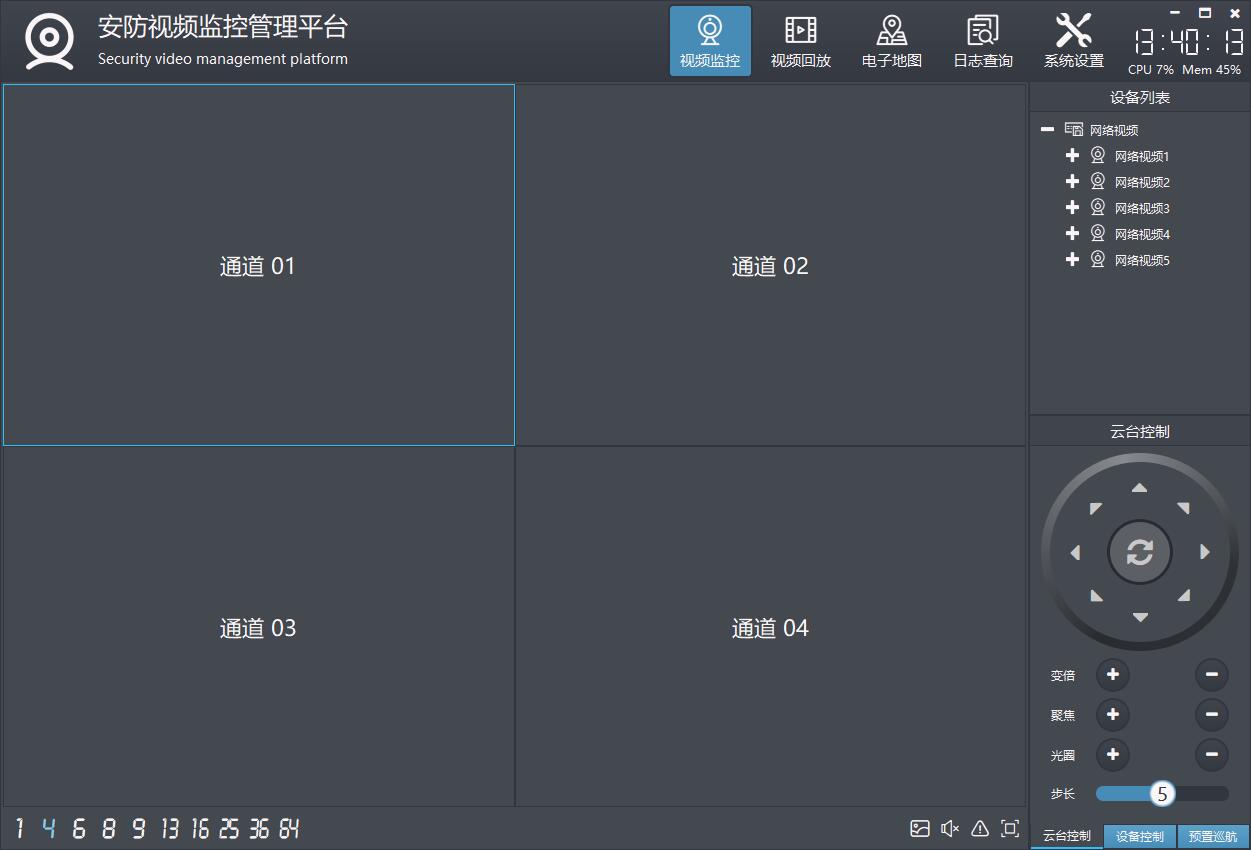 安防视频监控管理平台
Security video management platform
视频监控 视频回放 电子地图 日志查询 系统设置
13:40:13
CPU 7% Mem 45%
设备列表
网络视频
网络视频1
网络视频2
网络视频3
网络视频4
网络视频5
通道 01
通道 02
通道 03
通道 04
云台控制
变倍
聚焦
光圈
步长 5
1 4 6 8 9 13 16 25 36 64
云台控制 设备控制 预置巡航